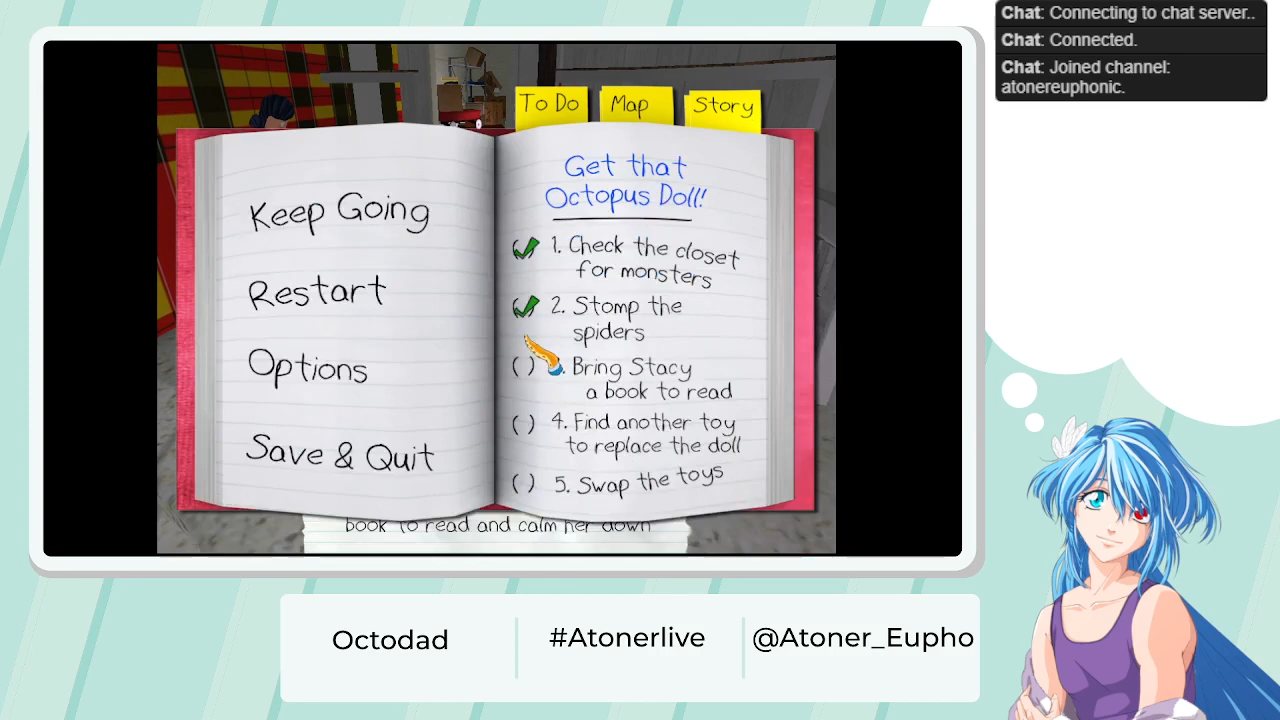 Chat: Connecting to chat server..
Chat: Connected.
Chat: Joined channel:
atonereuphonic.
To Do
Map
Story
Keep Going
Restart
Options
Save & Quit
Get that
Octopus Doll!
1. Check the closet
for monsters
2. Stomp the
spiders
( ) Bring Stacy
a book to read
( ) 4. Find another toy
to replace the doll
( ) 5. Swap the toys
book to read and calm her down
Octodad
#Atonerlive
@Atoner_Eupho